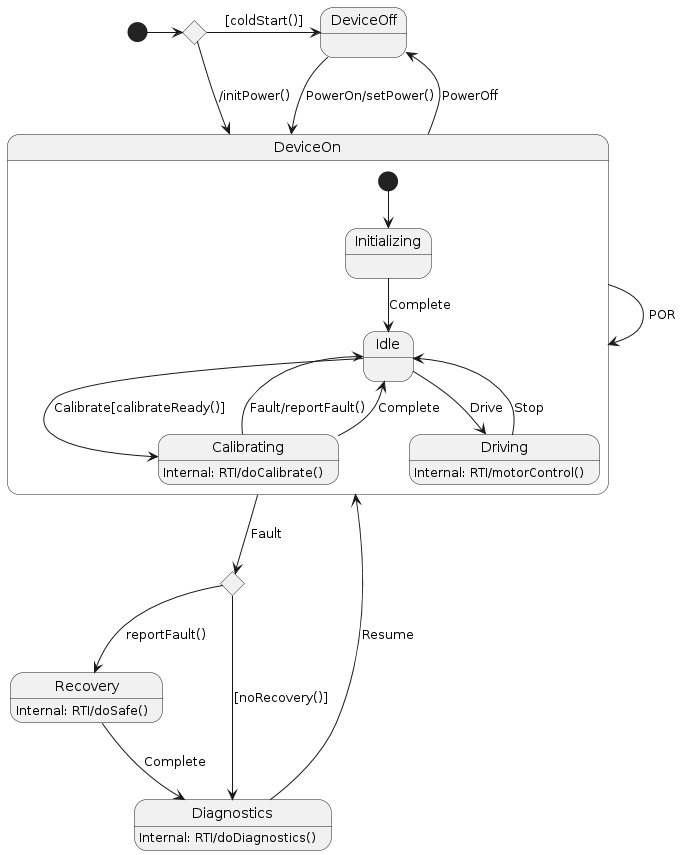 DeviceOff
[coldStart()]
/initPower()
PowerOn/setPower()
PowerOff
DeviceOn
Initializing
POR
Complete
Idle
Calibrate[calibrateReady()]
Fault/reportFault()
Complete
Drive
Stop
Calibrating
Internal: RTI/doCalibrate()
Driving
Internal: RTI/motorControl()
Fault
reportFault()
Resume
Recovery
Internal: RTI/doSafe()
[noRecovery()]
Complete
Diagnostics
Internal: RTI/doDiagnostics()